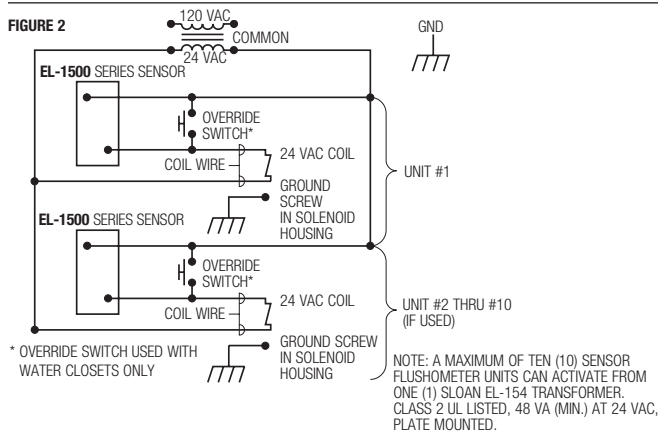 FIGURE 2
120 VAC
COMMON
24 VAC
GND
EL-1500 SERIES SENSOR
OVERRIDE
SWITCH*
COIL WIRE
24 VAC COIL
GROUND
SCREW
IN SOLENOID
HOUSING
UNIT #1
EL-1500 SERIES SENSOR
OVERRIDE
SWITCH*
COIL WIRE
24 VAC COIL
GROUND SCREW
IN SOLENOID
HOUSING
UNIT #2 THRU #10
(IF USED)
* OVERRIDE SWITCH USED WITH
WATER CLOSETS ONLY
NOTE: A MAXIMUM OF TEN (10) SENSOR
FLUSHOMETER UNITS CAN ACTIVATE FROM
ONE (1) SLOAN EL-154 TRANSFORMER.
CLASS 2 UL LISTED, 48 VA (MIN.) AT 24 VAC,
PLATE MOUNTED.